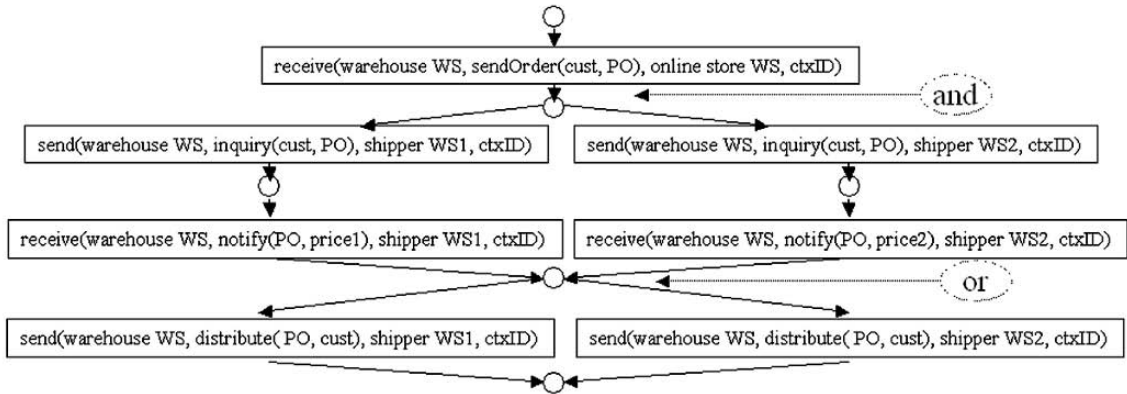 receive(warehouse WS, sendOrder(cust, PO), online store WS, ctxID)
and
send(warehouse WS, inquiry(cust, PO), shipper WS1, ctxID)
send(warehouse WS, inquiry(cust, PO), shipper WS2, ctxID)
receive(warehouse WS, notify(PO, price1), shipper WS1, ctxID)
receive(warehouse WS, notify(PO, price2), shipper WS2, ctxID)
or
send(warehouse WS, distribute( PO, cust), shipper WS1, ctxID)
send(warehouse WS, distribute( PO, cust), shipper WS2, ctxID)